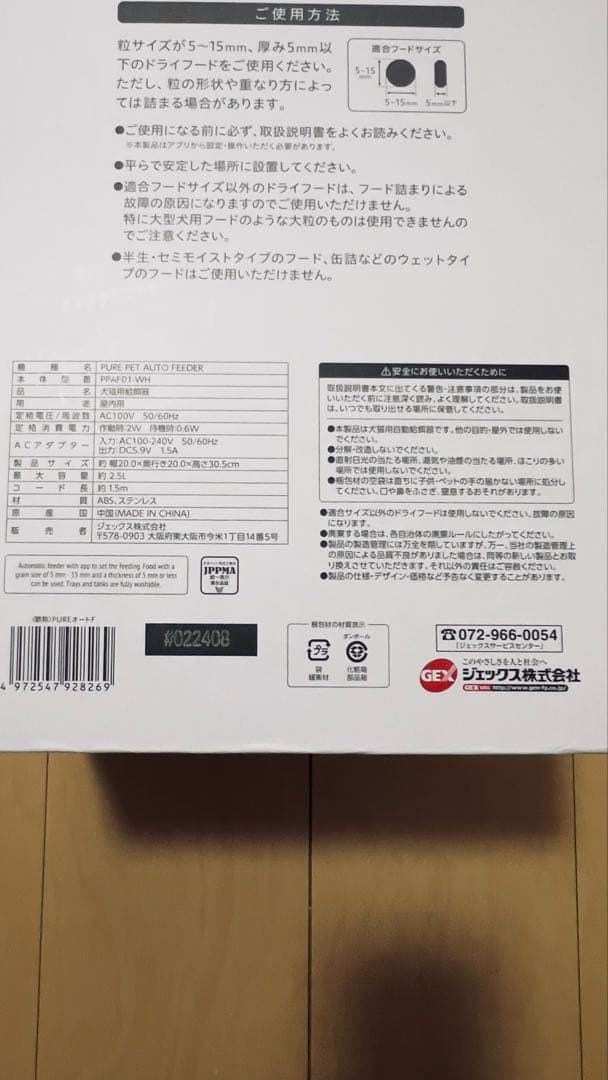 ご使用方法
粒サイズが5〜15mm、厚み5mm以
下のドライフードをご使用ください。
ただし、粒の形状や重なり方によっ
ては詰まる場合があります。
適合フードサイズ
5-15
mm
5-15mm 5mm以下
●ご使用になる前に必ず、取扱説明書をよくお読みください。
※本製品はアプリから設定・操作いただく必要があります。
●平らで安定した場所に設置してください。
●適合フードサイズ以外のドライフードは、フード詰まりによる
故障の原因になりますのでご使用いただけません。
特に大型犬用フードのような大粒のものは使用できませんの
でご注意ください。
●半生・セミモイストタイプのフード、缶詰などのウェットタイ
プのフードはご使用いただけません。
機種名 PURE PET AUTO FEEDER
本体型番 PPAF01-WH
品名 犬猫用給餌器
用途 屋内用
定格電圧/周波数 AC100V 50/60Hz
定格消費電力 作動時:2W 待機時:0.6W
ACアダプター 入力:AC100-240V 50/60Hz
出力:DC5.9V 1.5A
製品サイズ 約 幅20.0×奥行き20.0×高さ30.5cm
最大容量 約 2.5L
コード長 約 1.5m
材質 ABS、ステンレス
原産国 中国(MADE IN CHINA)
販売者 ジェックス株式会社
〒578-0903 大阪府東大阪市今米1丁目14番5号
Automatic feeder with app to set the feeding. Food with a
grain size of 5 mm - 15 mm and a thickness of 5 mm or less
can be used. Trays and tanks are fully washable.
JPPMA
⚠安全にお使いいただくために
取扱説明書本文に出てくる警告・注意事項の部分は、製品をお使
いいただく前に注意深く読み、よく理解してください。取扱説明書
は、いつでも取り出せる場所に保管してください。
●本製品は犬猫用自動給餌器です。他の目的・屋外では使用しない
でください。
●分解・改造しないでください。
●直射日光の当たる場所、湿気や油煙の当たる場所、ほこりの多い
場所では使用しないでください。
●梱包材の空袋は直ちに子供・ペットの手の届かない場所に処分し
てください。口や鼻をふさぎ、窒息するおそれがあります。
●適合サイズ以外のドライフードは使用しないでください。故障の原因
になります。
●廃棄する場合は、各自治体の廃棄ルールにしたがってください。
●製品の製造管理には万全を期していますが、万一、当社の製造管理上
の原因による品質不良がありました場合は、同等の新しい製品とお取
り換えさせていただきます。それ以外の責任はご容赦ください。
●製品の仕様・デザイン・価格など予告なく変更することがあります。
(略称)PUREオートF
4 972547 928269
#022408
梱包材の材質表示
プラ
袋
緩衝材
ダンボール
化粧箱
部品箱
☎072-966-0054
「ジェックスサービスセンター」
このやさしさを人と社会へ
GEX ジェックス株式会社
GEX URL http://www.gex-fp.co.jp/